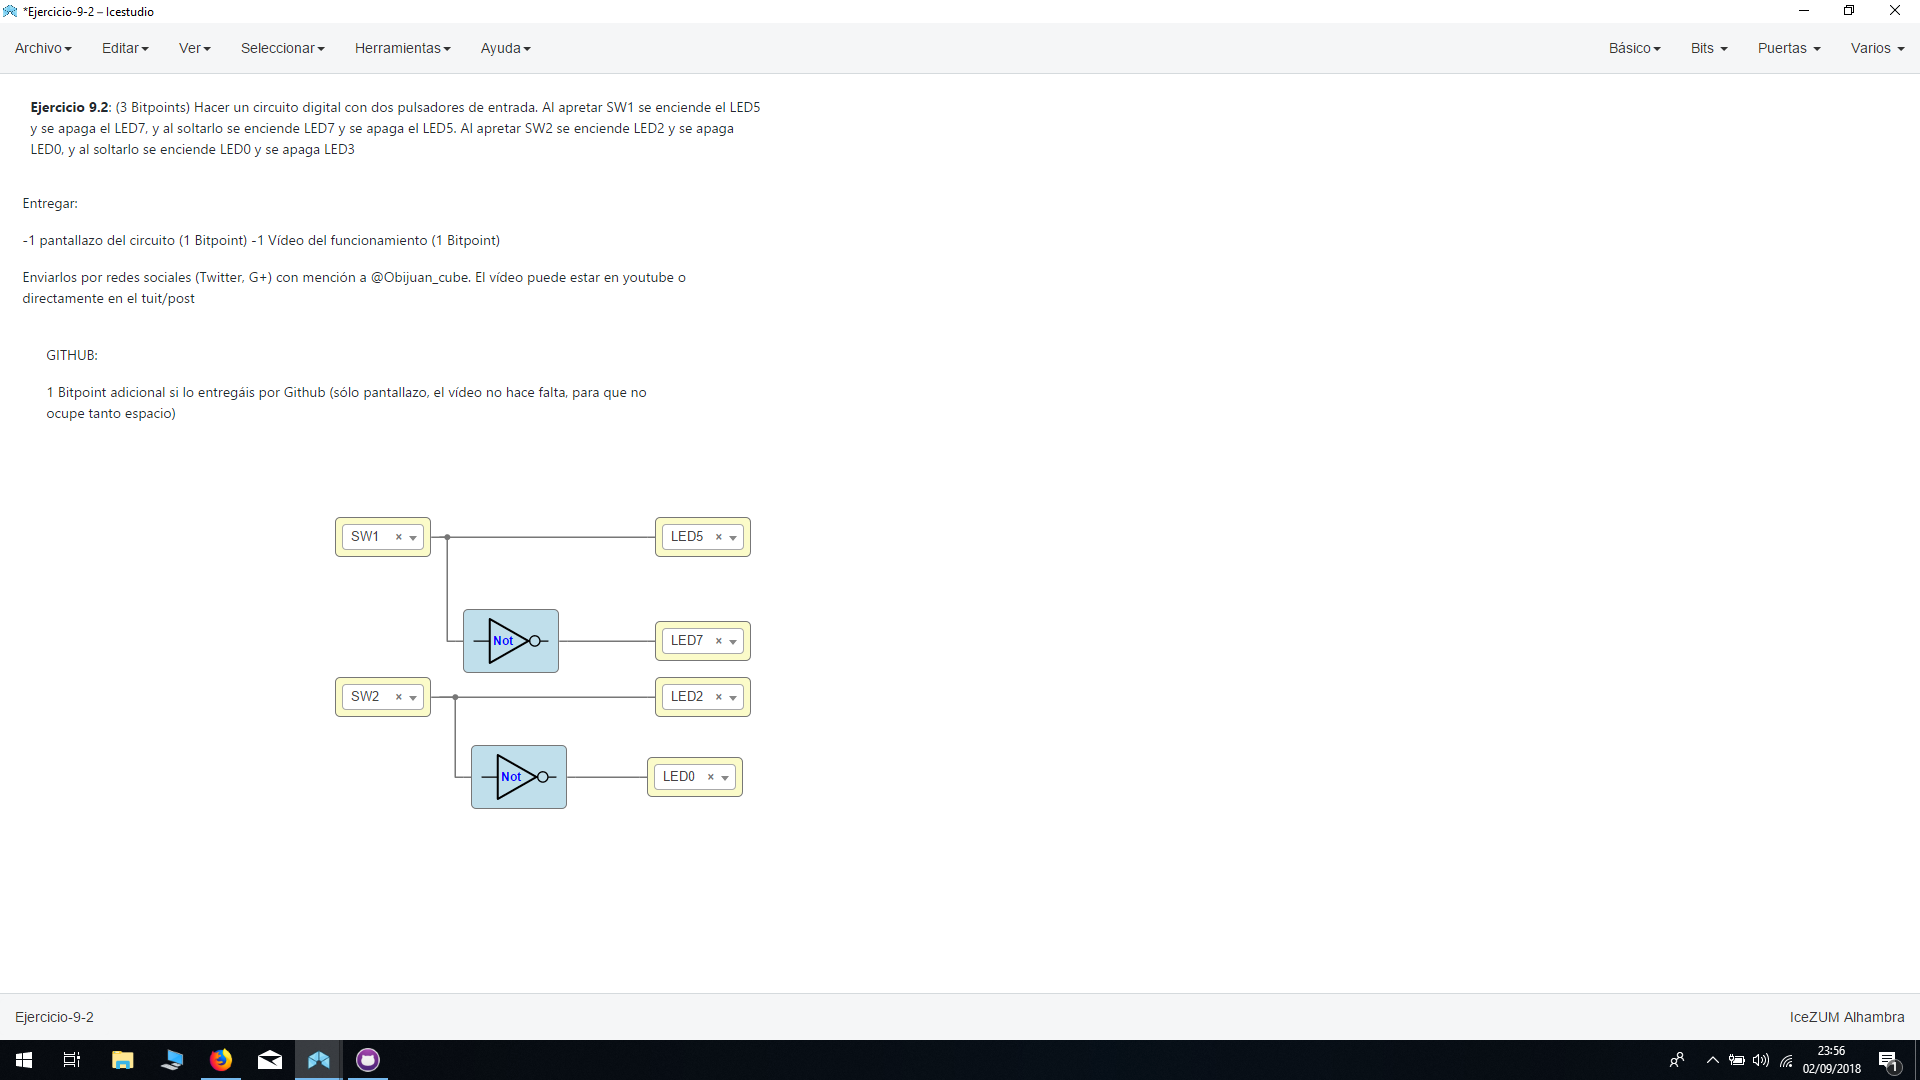 *Ejercicio-9-2 – Icestudio
Archivo Editar Ver Seleccionar Herramientas Ayuda Básico Bits Puertas Varios
Ejercicio 9.2: (3 Bitpoints) Hacer un circuito digital con dos pulsadores de entrada. Al apretar SW1 se enciende el LED5
y se apaga el LED7, y al soltarlo se enciende LED7 y se apaga el LED5. Al apretar SW2 se enciende LED2 y se apaga
LED0, y al soltarlo se enciende LED0 y se apaga LED3
Entregar:
-1 pantallazo del circuito (1 Bitpoint) -1 Vídeo del funcionamiento (1 Bitpoint)
Enviarlos por redes sociales (Twitter, G+) con mención a @Obijuan_cube. El vídeo puede estar en youtube o
directamente en el tuit/post
GITHUB:
1 Bitpoint adicional si lo entregáis por Github (sólo pantallazo, el vídeo no hace falta, para que no
ocupe tanto espacio)
SW1 × LED5 ×
Not LED7 ×
SW2 × LED2 ×
Not LED0 ×
Ejercicio-9-2 IceZUM Alhambra
23:56
02/09/2018
1